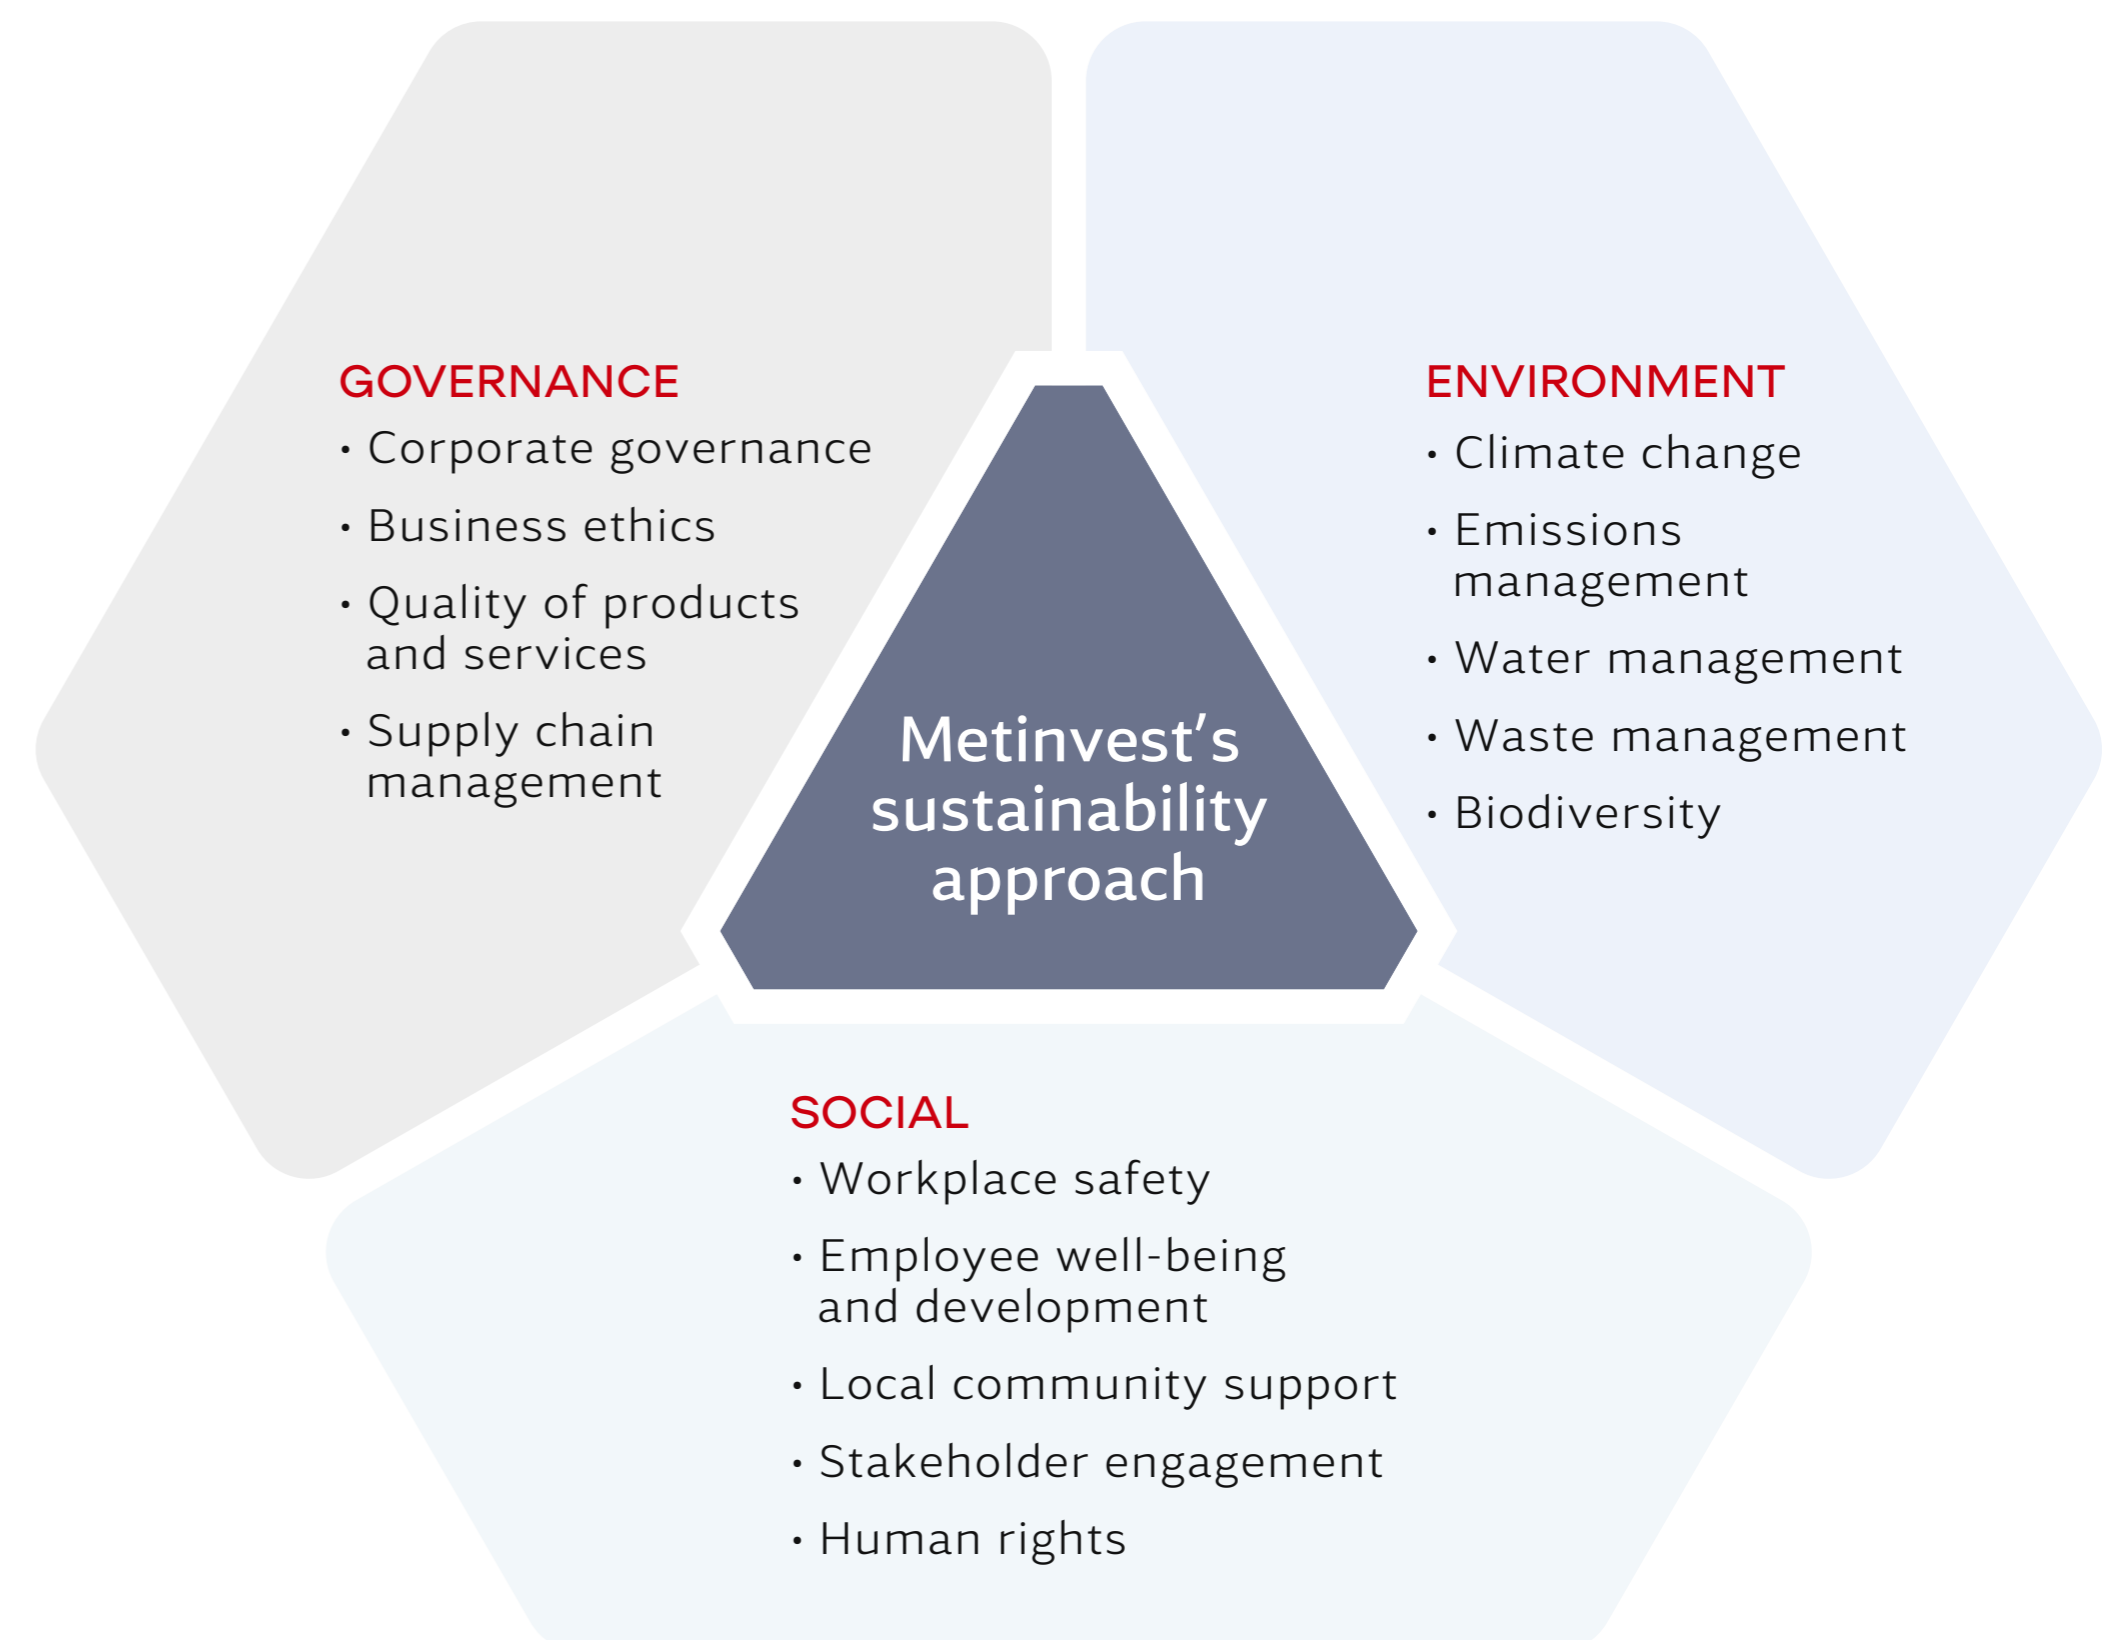 GOVERNANCE
• Corporate governance
• Business ethics
• Quality of products
and services
• Supply chain
management
ENVIRONMENT
• Climate change
• Emissions
management
• Water management
• Waste management
• Biodiversity
Metinvest’s
sustainability
approach
SOCIAL
• Workplace safety
• Employee well-being
and development
• Local community support
• Stakeholder engagement
• Human rights